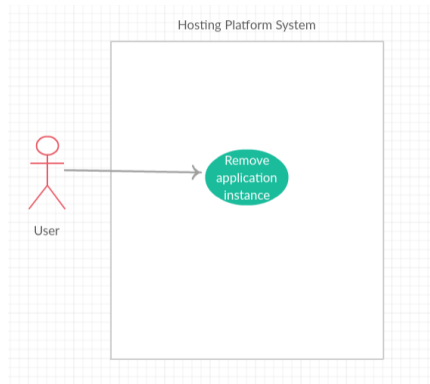 Hosting Platform System
Remove
application
instance
User